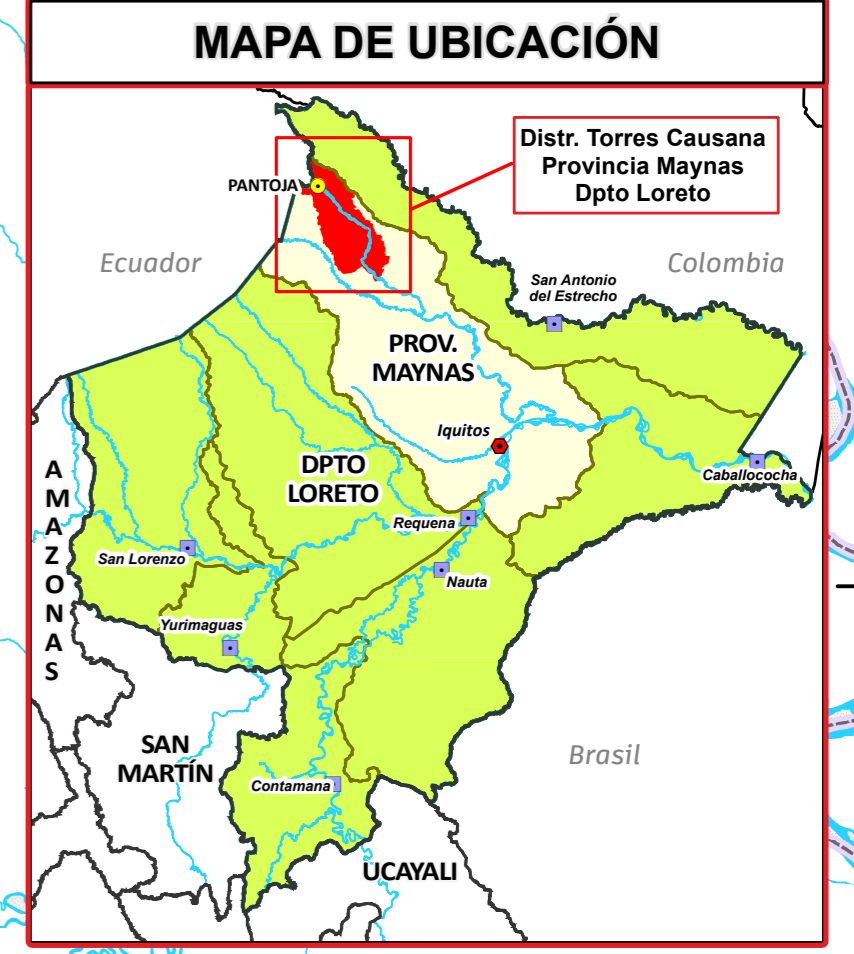 MAPA DE UBICACIÓN
Distr. Torres Causana
Provincia Maynas
Dpto Loreto
PANTOJA
Ecuador
Colombia
San Antonio
del Estrecho
PROV.
MAYNAS
Iquitos
DPTO
LORETO
Caballococha
AMAZONAS
Requena
San Lorenzo
Nauta
Yurimaguas
SAN
MARTÍN
Brasil
Contamana
UCAYALI